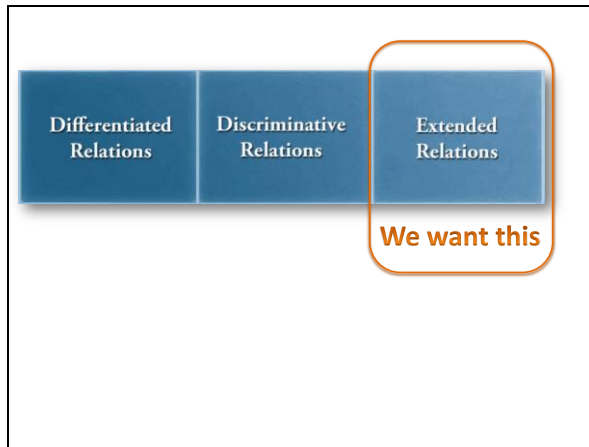 Differentiated
Relations
Discriminative
Relations
Extended
Relations
We want this